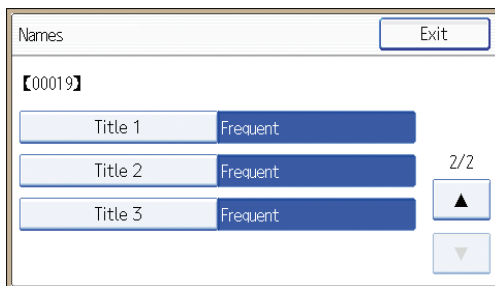 Names Exit
【00019】
Title 1 Frequent
Title 2 Frequent
2/2
Title 3 Frequent
▲
▼